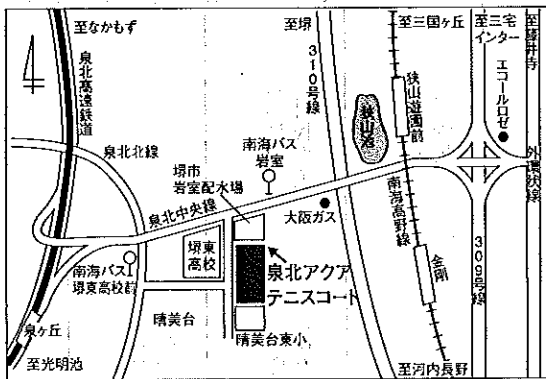 至なかもず
至堺
至三国ヶ丘
至三宅
インター
至藤井寺
泉北高速鉄道
310号線
狭山遊園前
エコールロゼ
狭山池
泉北北線
南海バス
岩室
堺市
岩室配水場
外環状線
泉北中央線
大阪ガス
南海高野線
309号線
堺東
高校
南海バス
堺東高校前
泉北アクア
テニスコート
金剛
泉ヶ丘
晴美台
晴美台東小
至光明池
至河内長野